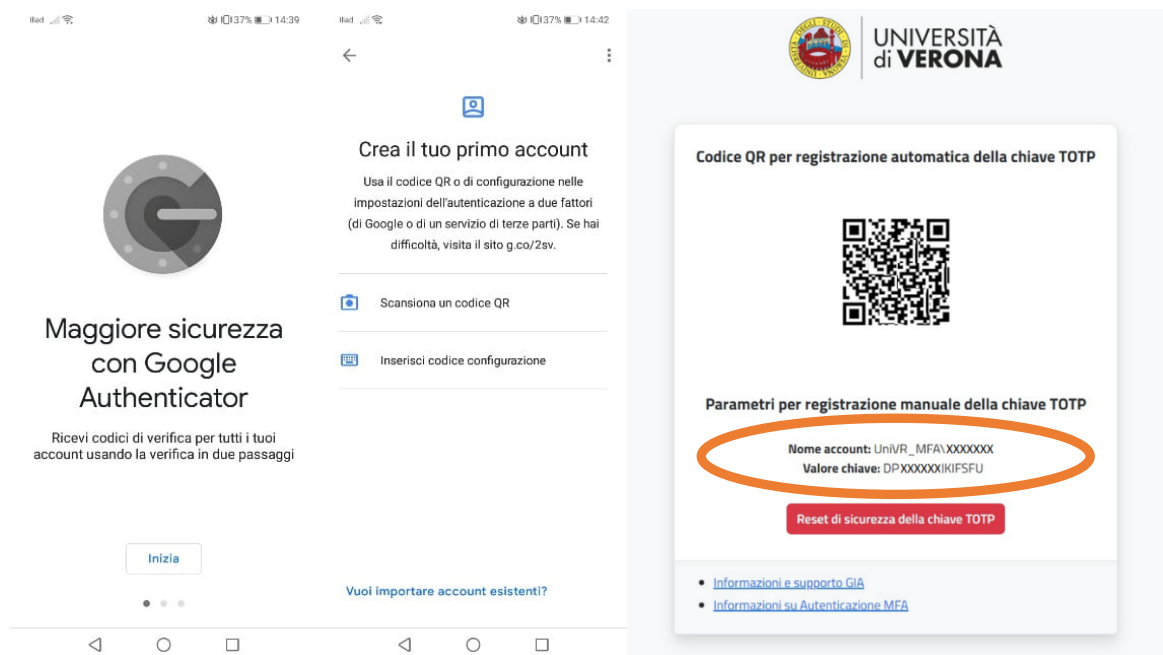 Iliad 37% 14:39
Maggiore sicurezza
con Google
Authenticator
Ricevi codici di verifica per tutti i tuoi
account usando la verifica in due passaggi
Inizia
Iliad 37% 14:42
Crea il tuo primo account
Usa il codice QR o di configurazione nelle
impostazioni dell'autenticazione a due fattori
(di Google o di un servizio di terze parti). Se hai
difficoltà, visita il sito g.co/2sv.
Scansiona un codice QR
Inserisci codice configurazione
Vuoi importare account esistenti?
UNIVERSITÀ
di VERONA
Codice QR per registrazione automatica della chiave TOTP
Parametri per registrazione manuale della chiave TOTP
Nome account: UniVR_MFA\XXXXXXX
Valore chiave: DPXXXXXXIKIFSFU
Reset di sicurezza della chiave TOTP
Informazioni e supporto GIA
Informazioni su Autenticazione MFA